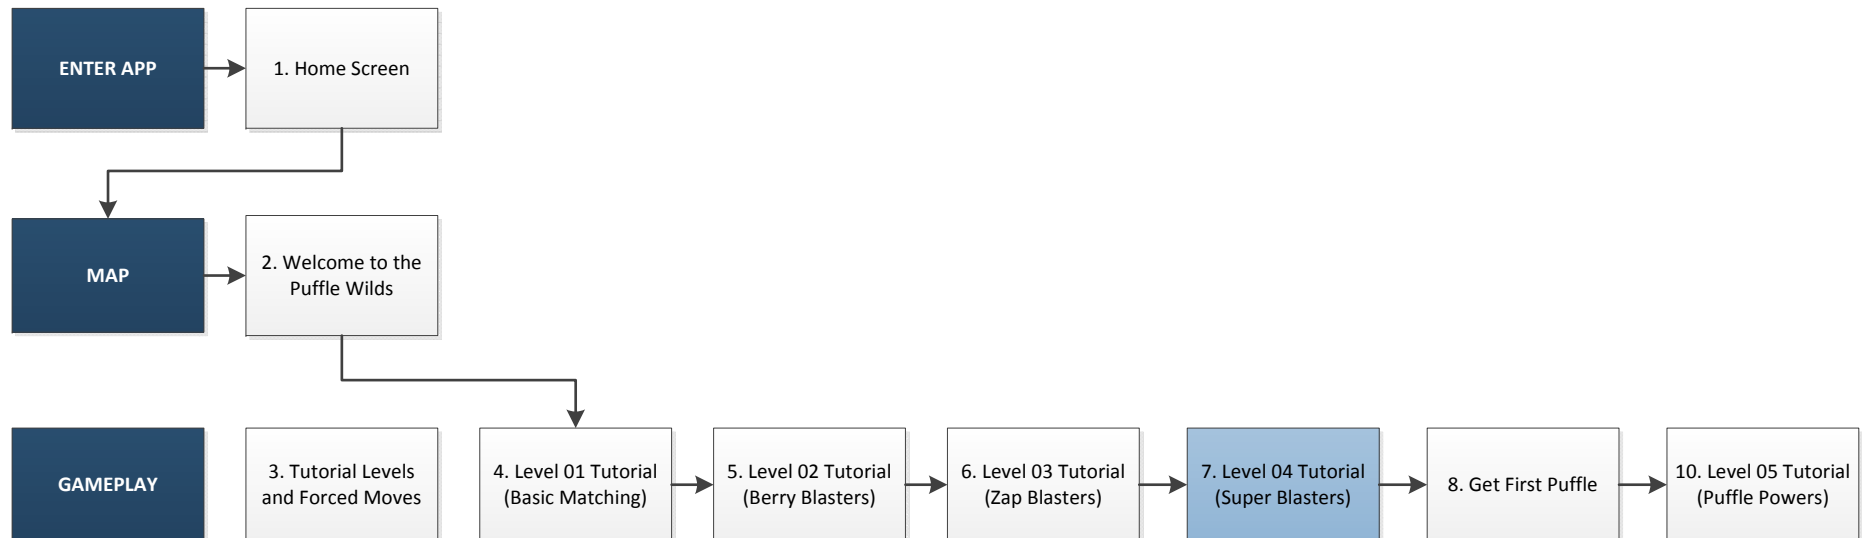 ENTER APP
1. Home Screen
MAP
2. Welcome to the
Puffle Wilds
GAMEPLAY
3. Tutorial Levels
and Forced Moves
4. Level 01 Tutorial
(Basic Matching)
5. Level 02 Tutorial
(Berry Blasters)
6. Level 03 Tutorial
(Zap Blasters)
7. Level 04 Tutorial
(Super Blasters)
8. Get First Puffle
10. Level 05 Tutorial
(Puffle Powers)